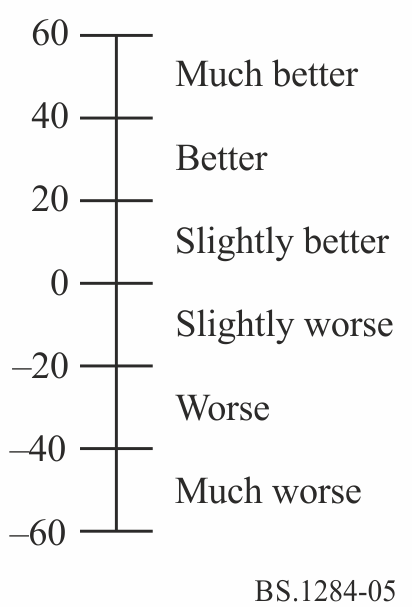 60
Much better
40
Better
20
Slightly better
0
Slightly worse
–20
Worse
–40
Much worse
–60
BS.1284-05